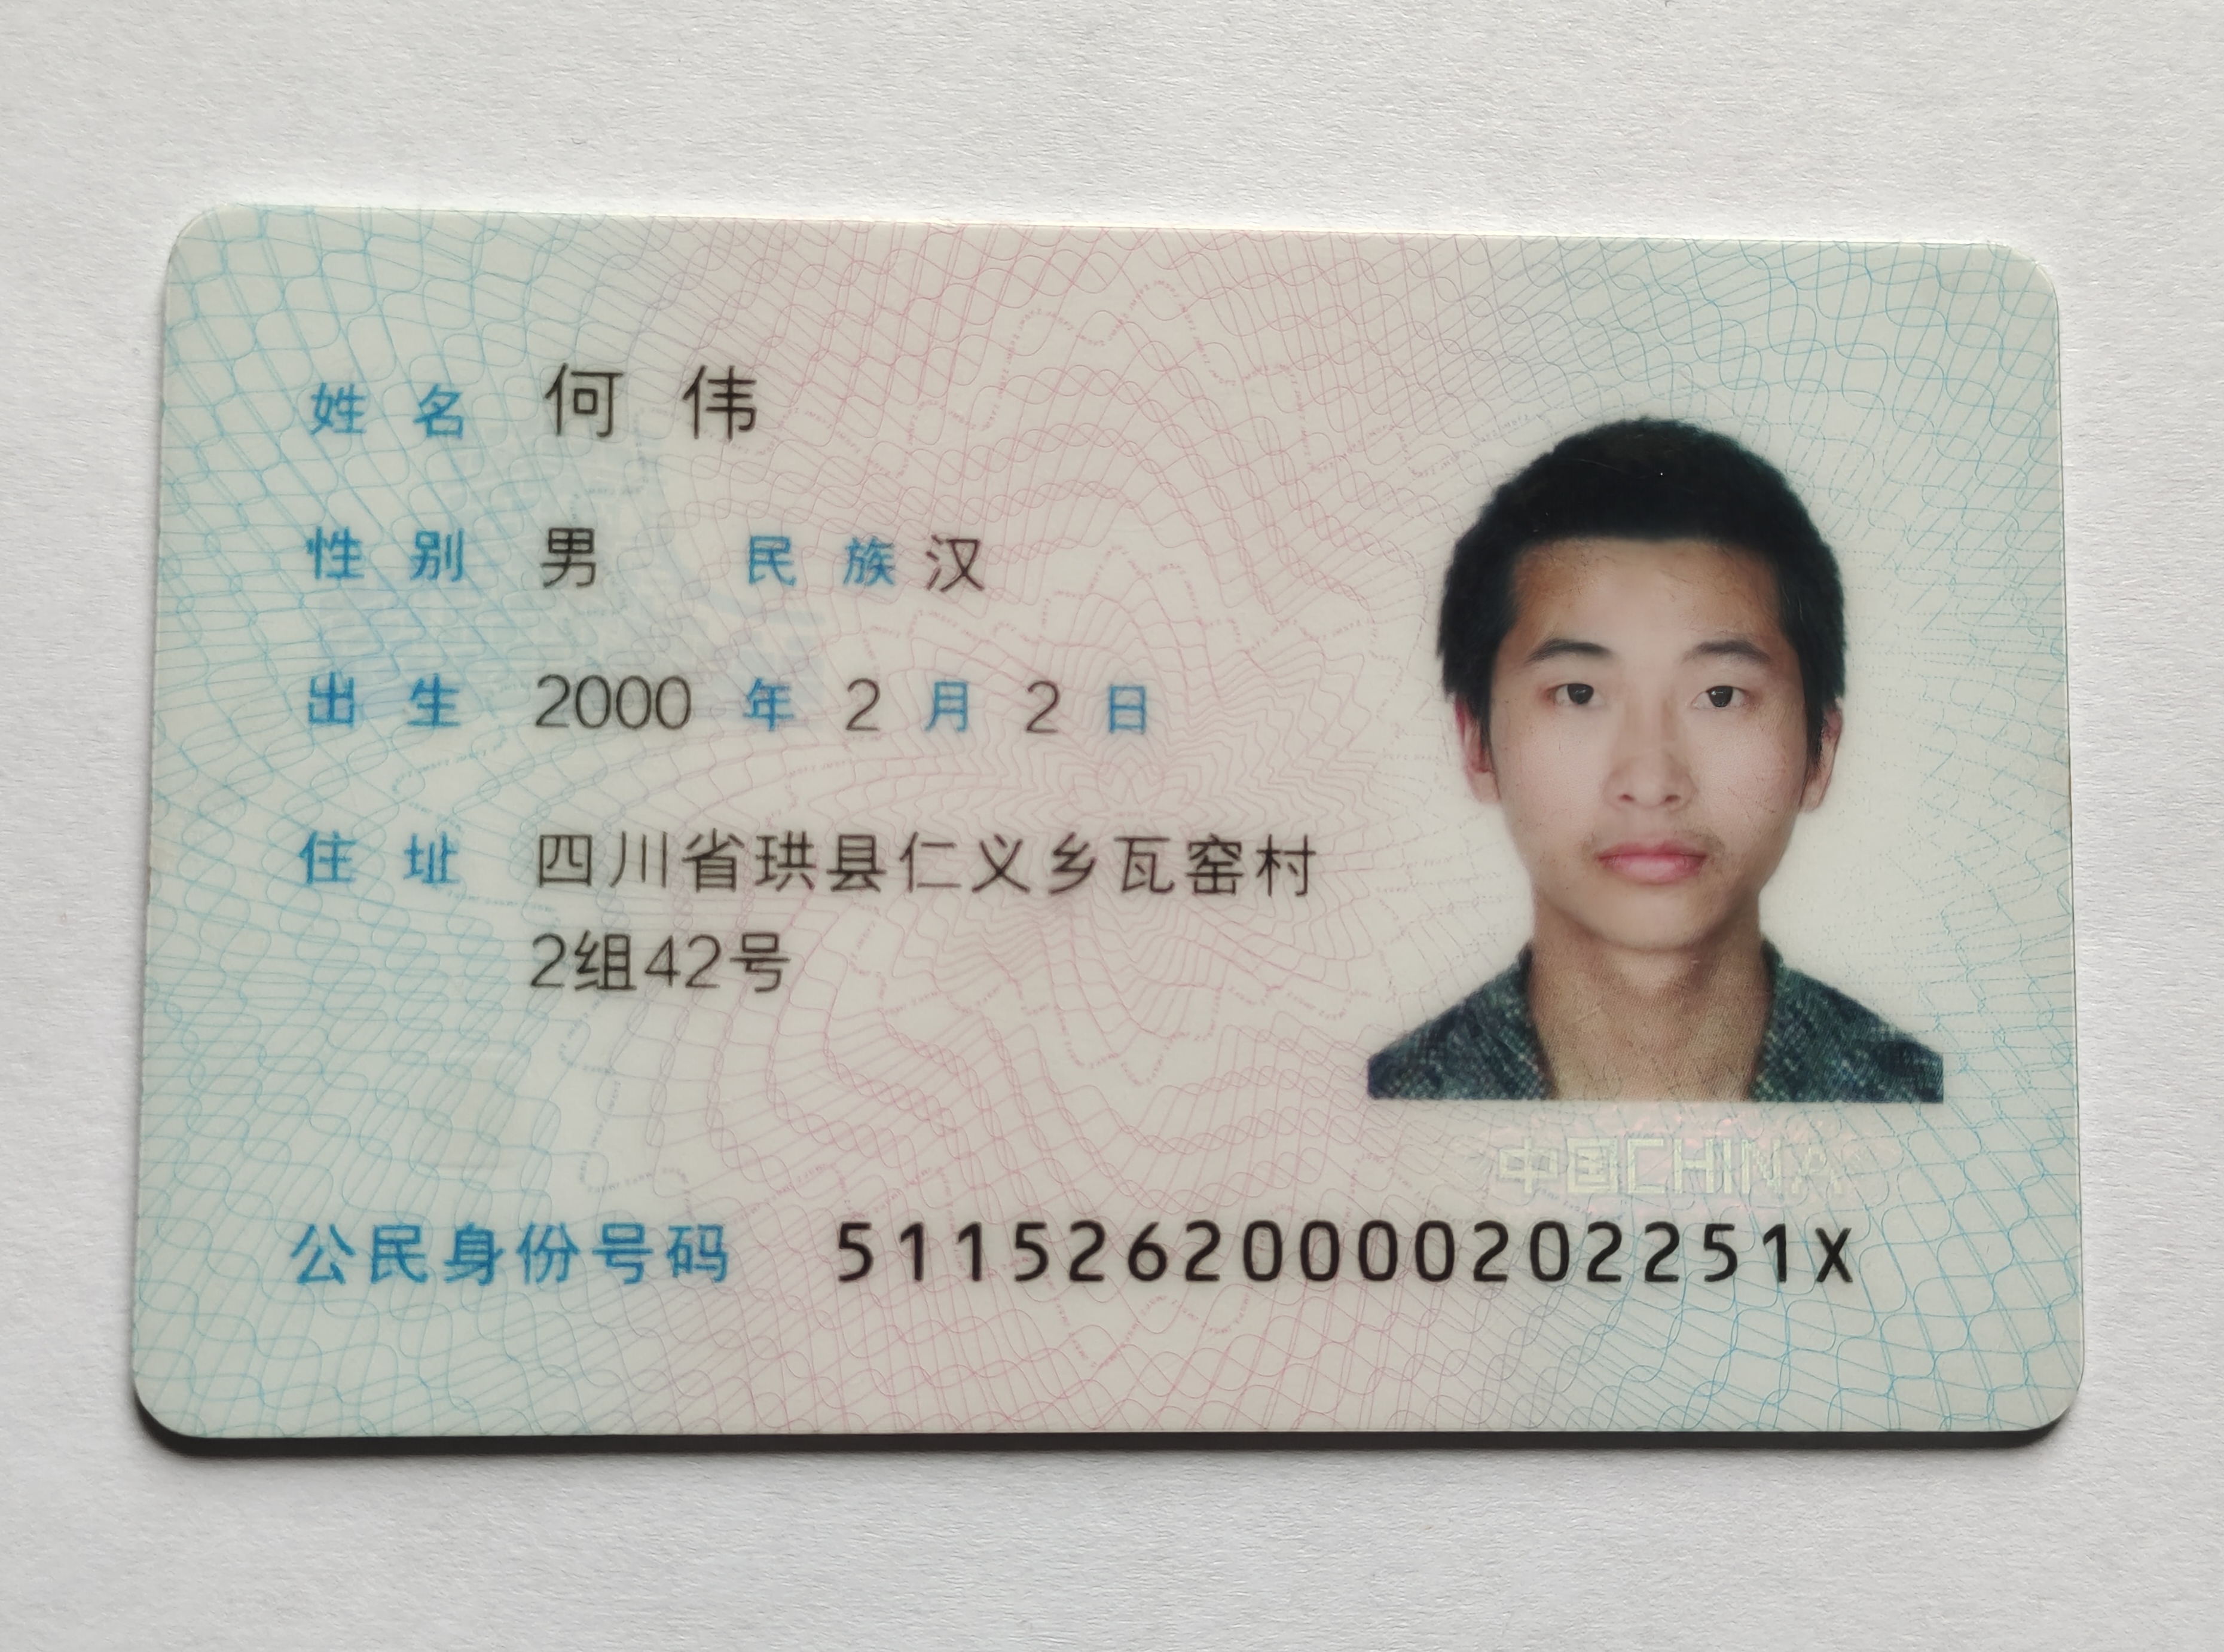 姓名 何伟
性别 男 民族 汉
出生 2000 年 2 月 2 日
住址 四川省珙县仁义乡瓦窑村
2组42号
中国CHINA
公民身份号码 51152620000202251X